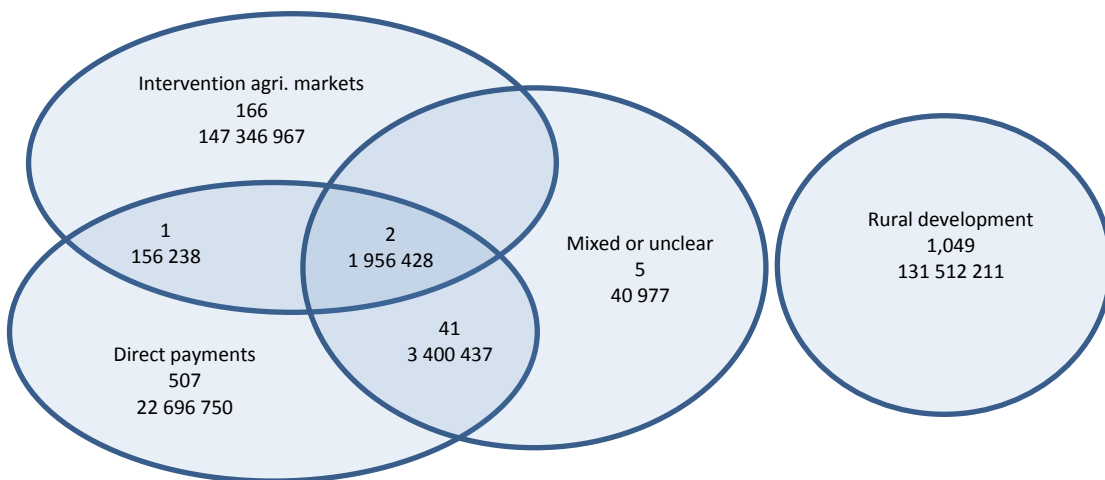 Intervention agri. markets
166
147 346 967
1
156 238
2
1 956 428
Mixed or unclear
5
40 977
41
3 400 437
Direct payments
507
22 696 750
Rural development
1,049
131 512 211